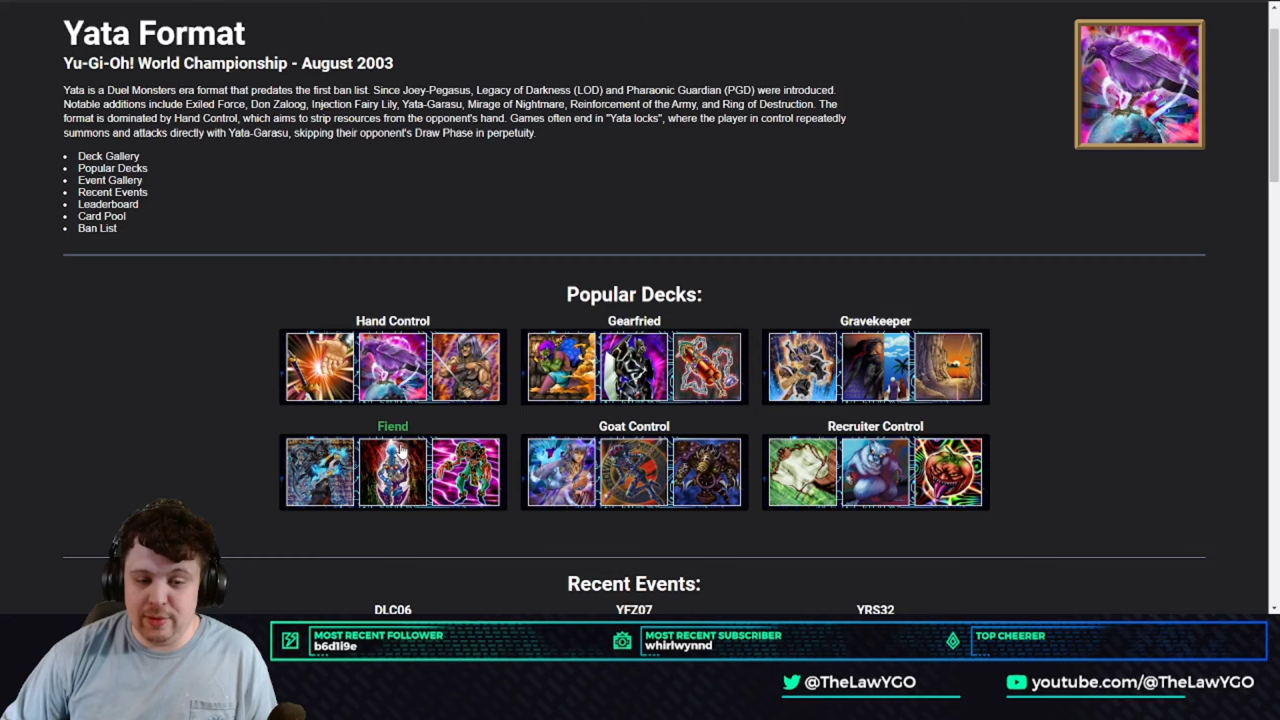 Yata Format
Yu-Gi-Oh! World Championship - August 2003
Yata is a Duel Monsters era format that predates the first ban list. Since Joey-Pegasus, Legacy of Darkness (LOD) and Pharaonic Guardian (PGD) were introduced.
Notable additions include Exiled Force, Don Zaloog, Injection Fairy Lily, Yata-Garasu, Mirage of Nightmare, Reinforcement of the Army, and Ring of Destruction. The
format is dominated by Hand Control, which aims to strip resources from the opponent's hand. Games often end in "Yata locks", where the player in control repeatedly
summons and attacks directly with Yata-Garasu, skipping their opponent's Draw Phase in perpetuity.
Deck Gallery
Popular Decks
Event Gallery
Recent Events
Leaderboard
Card Pool
Ban List
Popular Decks:
Hand Control
Gearfried
Gravekeeper
Fiend
Goat Control
Recruiter Control
Recent Events:
DLC06
YFZ07
YRS32
MOST RECENT FOLLOWER
b6d1i9e
MOST RECENT SUBSCRIBER
whirlwynnd
TOP CHEERER
@TheLawYGO
youtube.com/@TheLawYGO